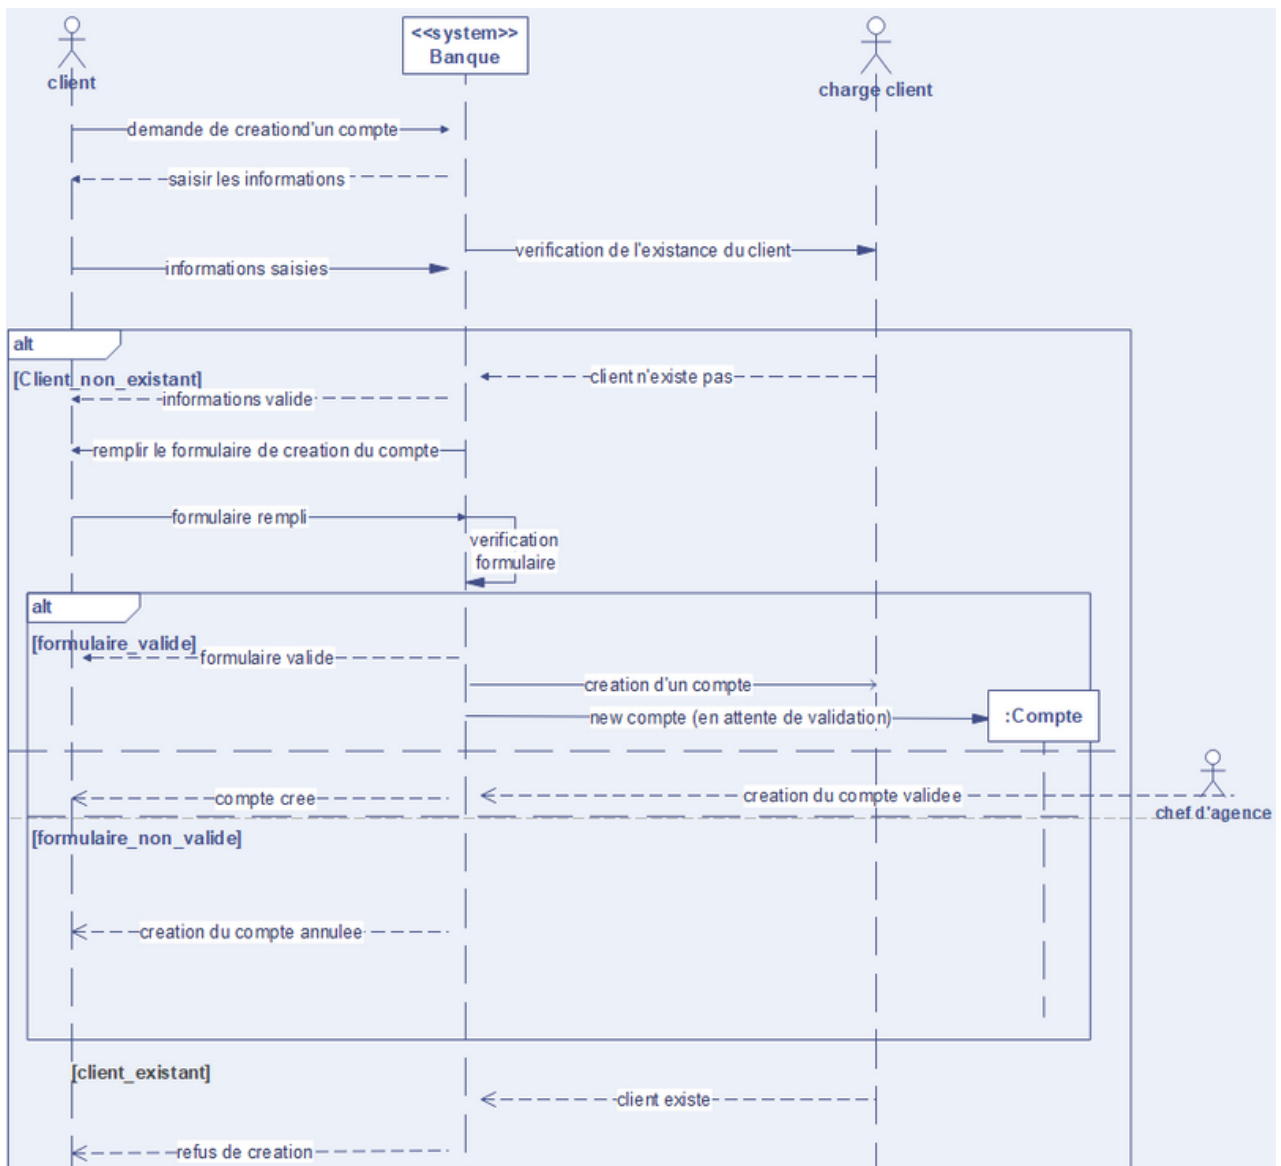 <<system>>
Banque
client
charge client
demande de creationd'un compte
saisir les informations
verification de l'existance du client
informations saisies
alt
[Client_non_existant]
client n'existe pas
informations valide
remplir le formulaire de creation du compte
formulaire rempli
verification
formulaire
alt
[formulaire_valide]
formulaire valide
creation d'un compte
new compte (en attente de validation)
:Compte
compte cree
creation du compte validee
chef d'agence
[formulaire_non_valide]
creation du compte annulee
[client_existant]
client existe
refus de creation